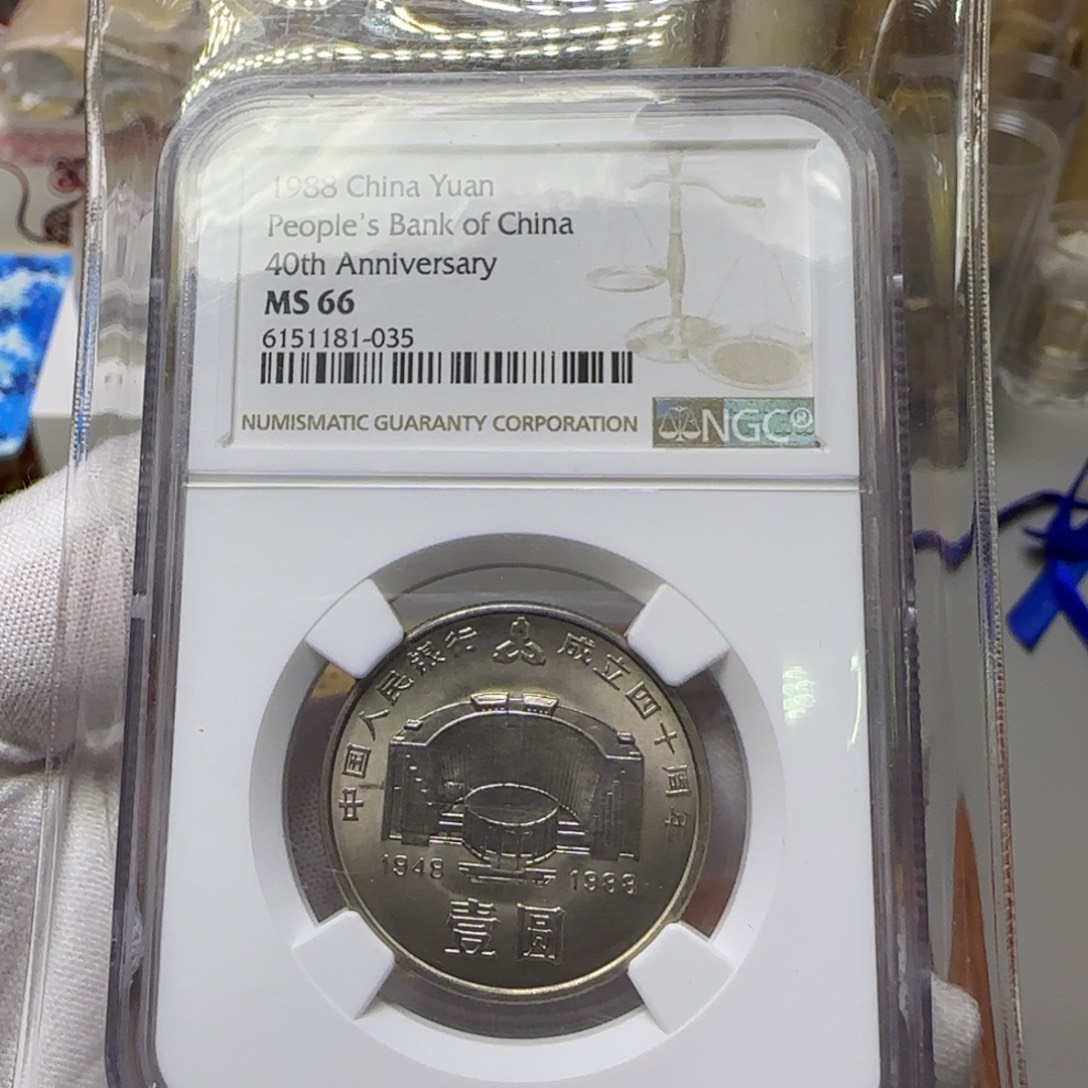 1988 China Yuan
People's Bank of China
40th Anniversary
MS 66
6151181-035
NUMISMATIC GUARANTY CORPORATION
NGC®
中国人民银行 成立四十周年
1948 1988
壹圆